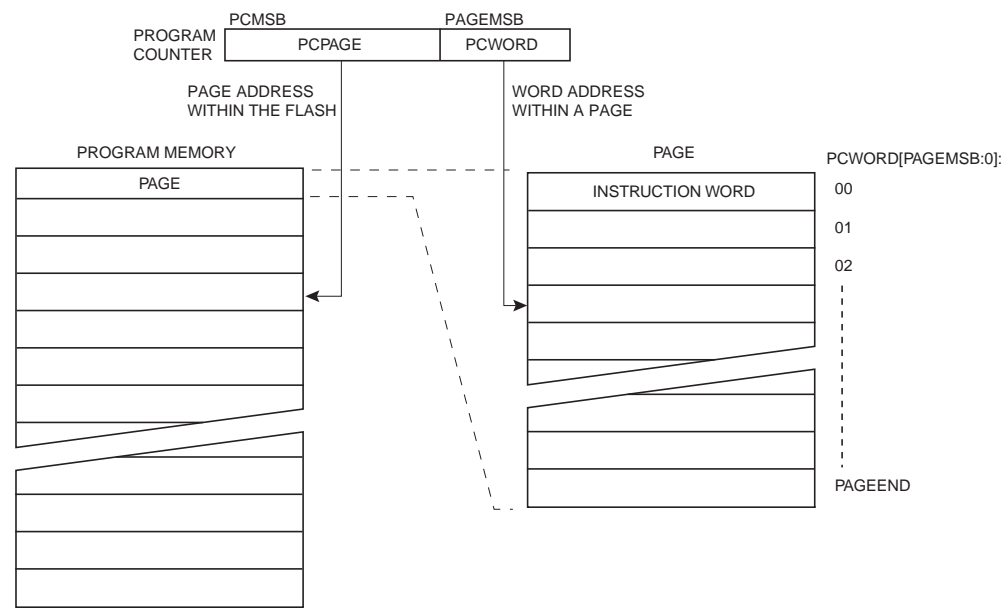 PCMSB PAGEMSB
PROGRAM
COUNTER
PCPAGE PCWORD
PAGE ADDRESS
WITHIN THE FLASH
WORD ADDRESS
WITHIN A PAGE
PROGRAM MEMORY
PAGE
PAGE
INSTRUCTION WORD
PCWORD[PAGEMSB:0]:
00
01
02
PAGEEND